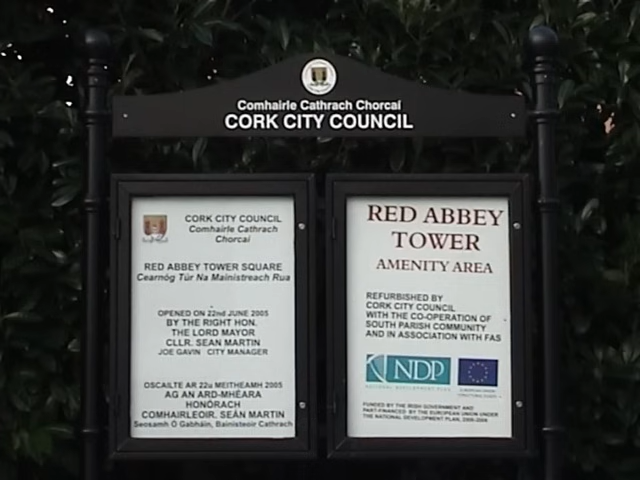 Comhairle Cathrach Chorcaí
CORK CITY COUNCIL
CORK CITY COUNCIL
Comhairle Cathrach
Chorcai
RED ABBEY TOWER SQUARE
Cearnóg Túr Na Mainistreach Rua
OPENED ON 22nd JUNE 2005
BY THE RIGHT HON.
THE LORD MAYOR
CLLR. SEAN MARTIN
JOE GAVIN CITY MANAGER
OSCAILTE AR 22u MEITHEAMH 2005
AG AN ARD-MHÉARA
HONÓRACH
COMHAIRLEOIR. SEÁN MARTIN
Seosamh Ó Gabháin, Bainisteoir Cathrach
RED ABBEY
TOWER
AMENITY AREA
REFURBISHED BY
CORK CITY COUNCIL
WITH THE CO-OPERATION OF
SOUTH PARISH COMMUNITY
AND IN ASSOCIATION WITH FAS
NDP
NATIONAL DEVELOPMENT PLAN
FUNDED BY THE IRISH GOVERNMENT AND
PART-FINANCED BY THE EUROPEAN UNION UNDER
THE NATIONAL DEVELOPMENT PLAN, 2000-2006